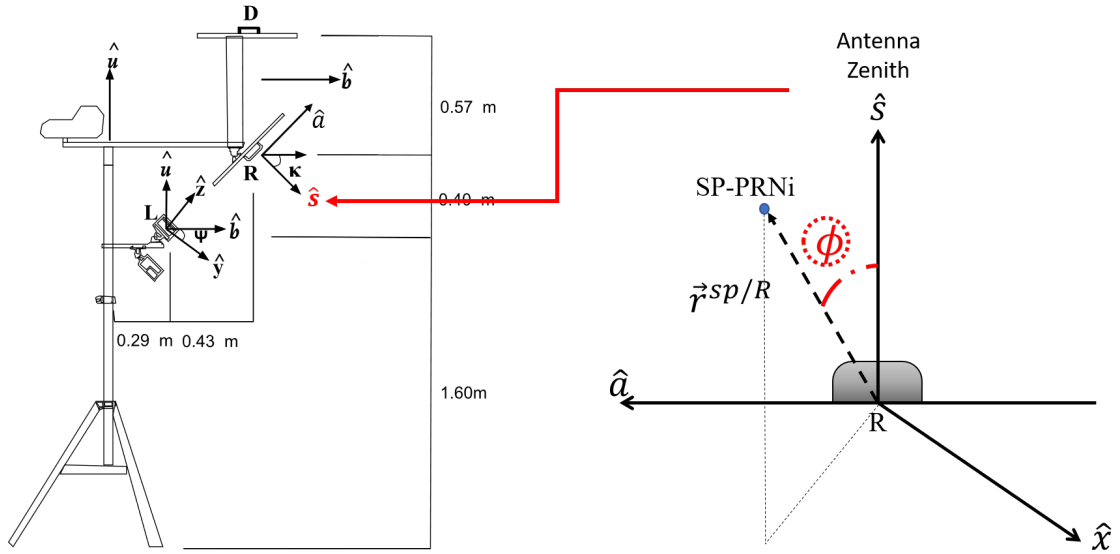 D
û
b̂
0.57 m
â
R
κ
ŝ
0.40 m
û
ẑ
L
ψ
b̂
ŷ
0.29 m 0.43 m
1.60m
Antenna
Zenith
ŝ
SP-PRNi
ϕ
r⃗ sp/R
â
R
x̂